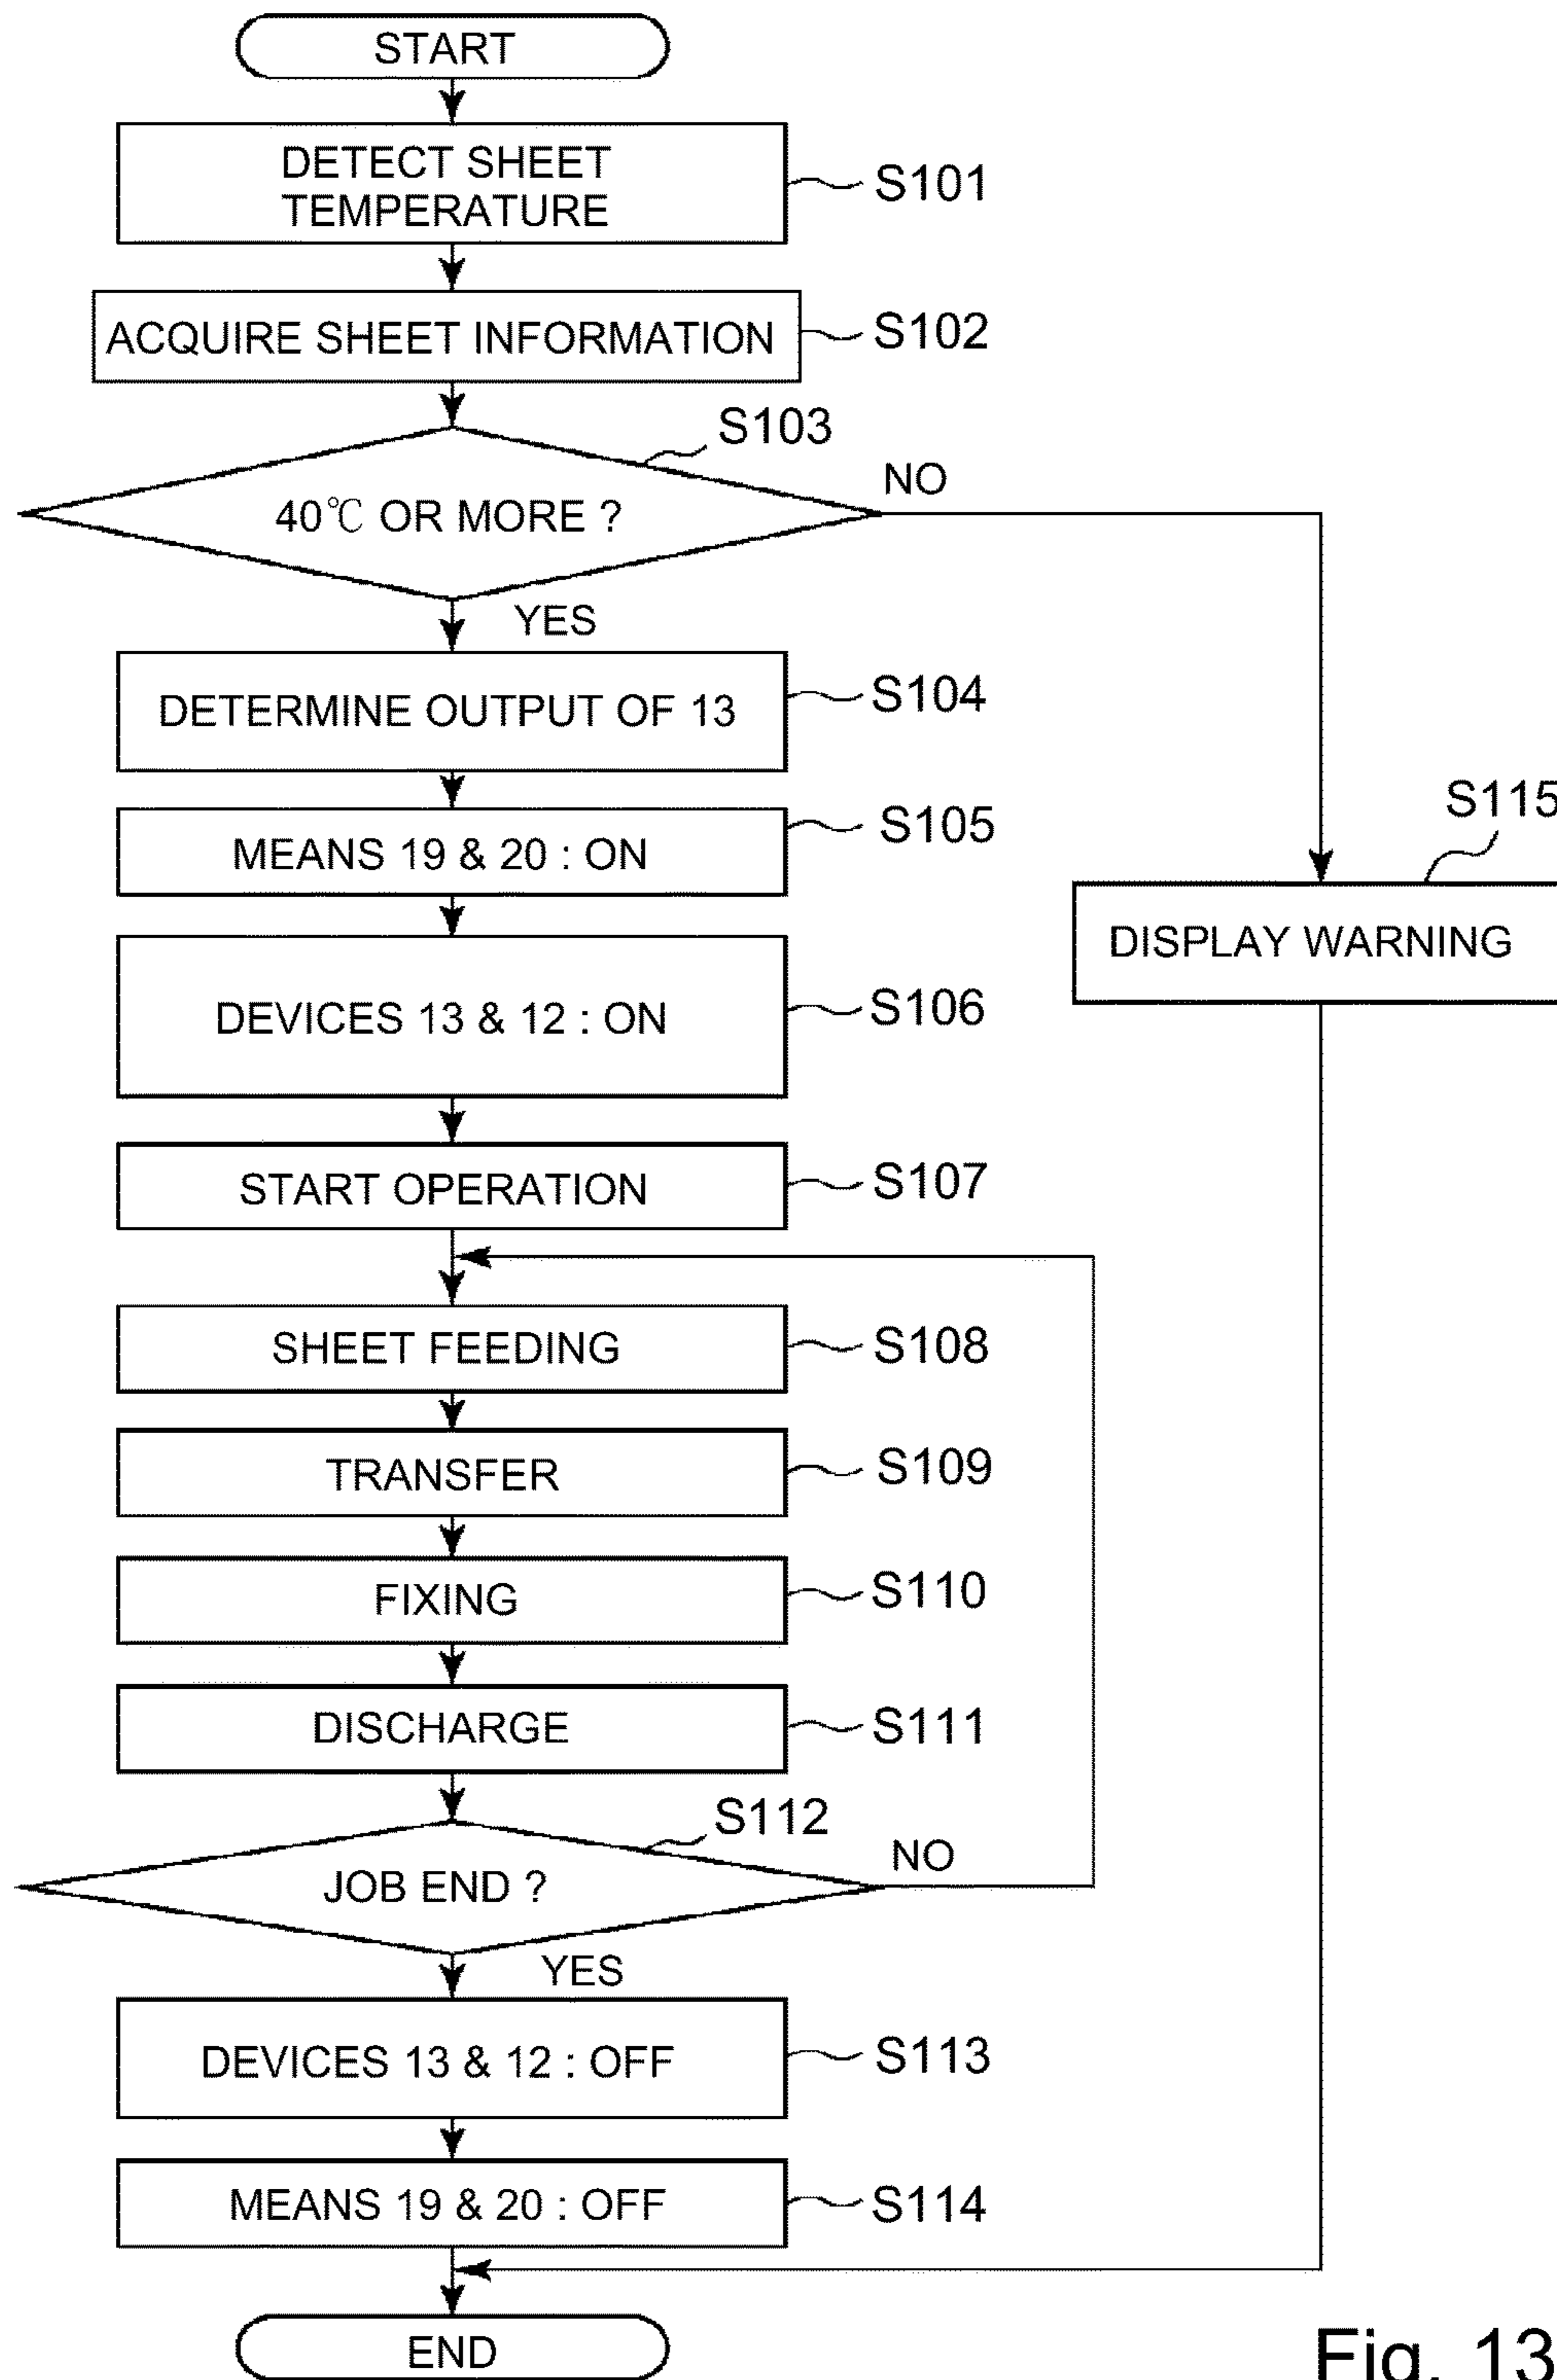 START
DETECT SHEET
TEMPERATURE
S101
ACQUIRE SHEET INFORMATION
S102
S103
40℃ OR MORE ?
NO
YES
DETERMINE OUTPUT OF 13
S104
MEANS 19 & 20 : ON
S105
S115
DISPLAY WARNING
DEVICES 13 & 12 : ON
S106
START OPERATION
S107
SHEET FEEDING
S108
TRANSFER
S109
FIXING
S110
DISCHARGE
S111
S112
JOB END ?
NO
YES
DEVICES 13 & 12 : OFF
S113
MEANS 19 & 20 : OFF
S114
END
Fig. 13